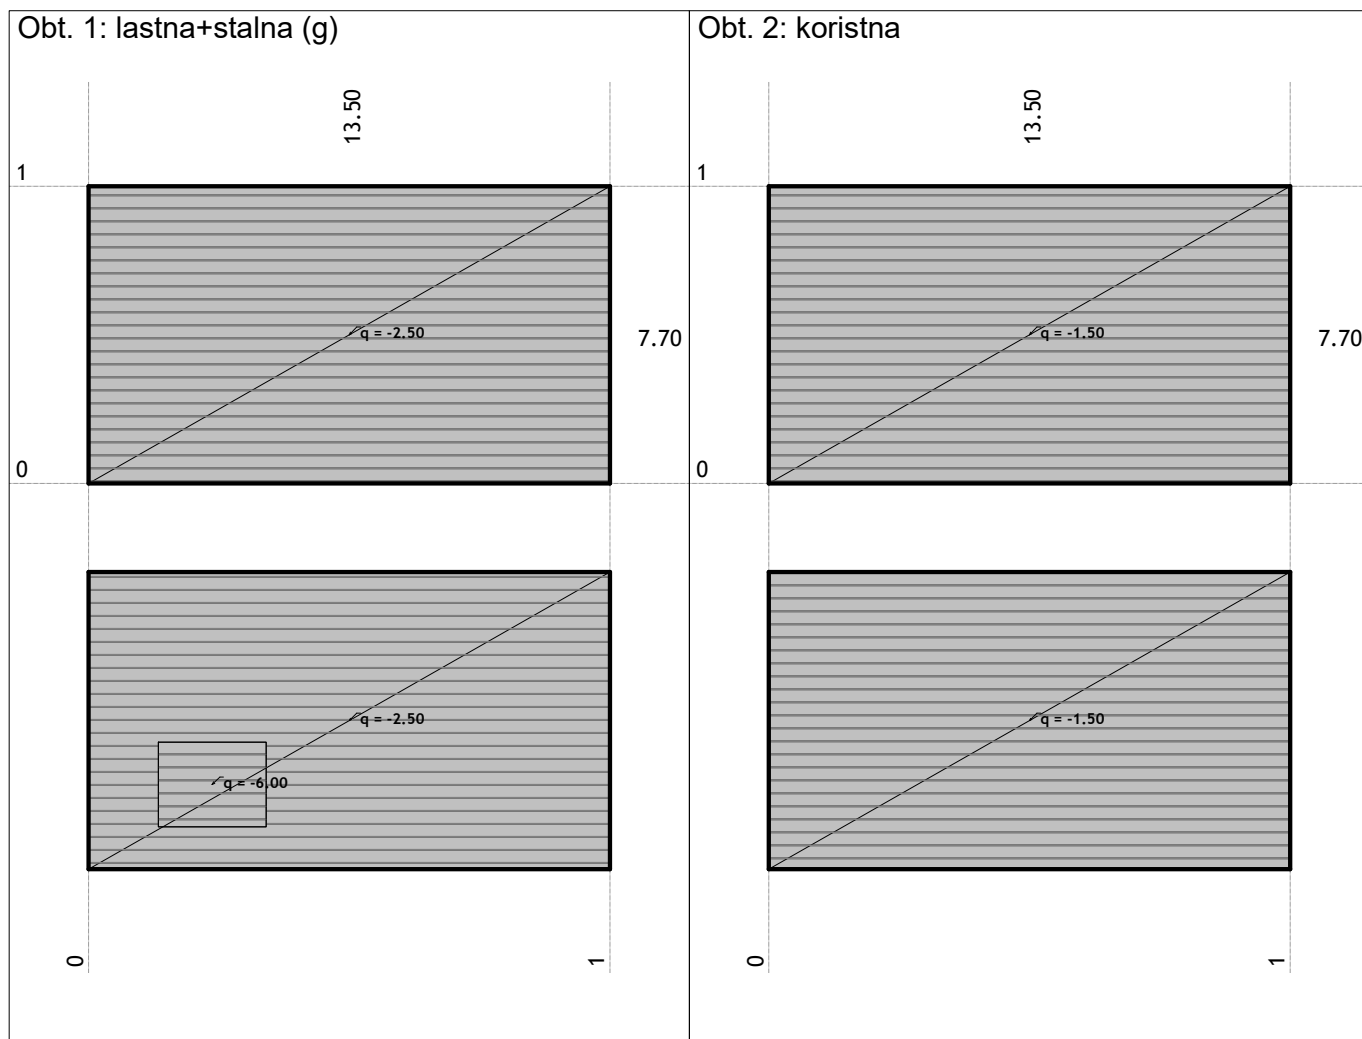 Obt. 1: lastna+stalna (g)
13.50
1
q = -2.50
7.70
0
q = -2.50
q = -6.00
0
1
Obt. 2: koristna
13.50
1
q = -1.50
7.70
0
q = -1.50
0
1